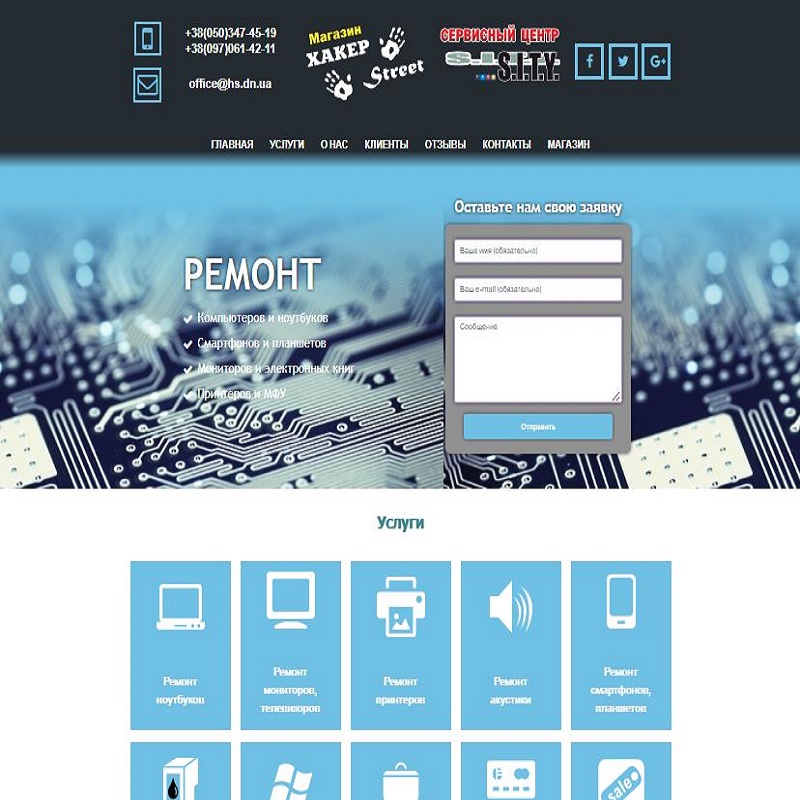 +38(050)347-45-19
+38(097)061-42-11
office@hs.dn.ua
Магазин
ХАКЕР
Street
СЕРВИСНЫЙ ЦЕНТР
S.I.T.Y.
ГЛАВНАЯ УСЛУГИ О НАС КЛИЕНТЫ ОТЗЫВЫ КОНТАКТЫ МАГАЗИН
РЕМОНТ
Компьютеров и ноутбуков
Смартфонов и планшетов
Мониторов и электронных книг
Принтеров и МФУ
Оставьте нам свою заявку
Ваше имя (обязательно)
Ваш e-mail (обязательно)
Сообщение
Отправить
Услуги
Ремонт
ноутбуков
Ремонт
мониторов,
телевизоров
Ремонт
принтеров
Ремонт
акустики
Ремонт
смартфонов,
планшетов
sale